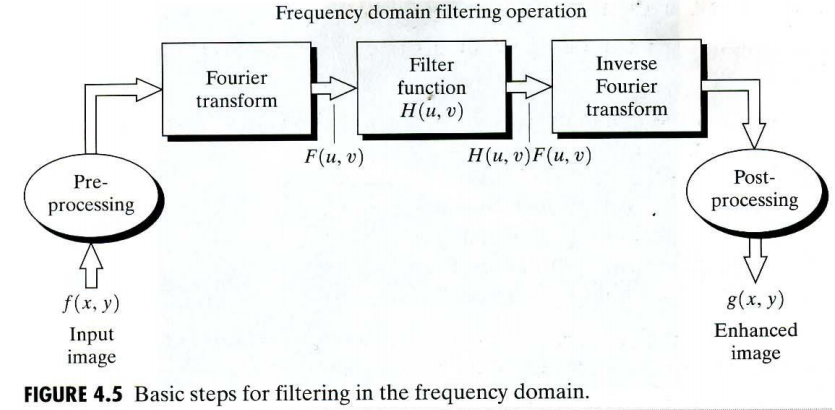 Frequency domain filtering operation
Fourier
transform
Filter
function
H(u, v)
Inverse
Fourier
transform
F(u, v)
H(u, v)F(u, v)
Pre-
processing
Post-
processing
f(x, y)
Input
image
g(x, y)
Enhanced
image
FIGURE 4.5 Basic steps for filtering in the frequency domain.